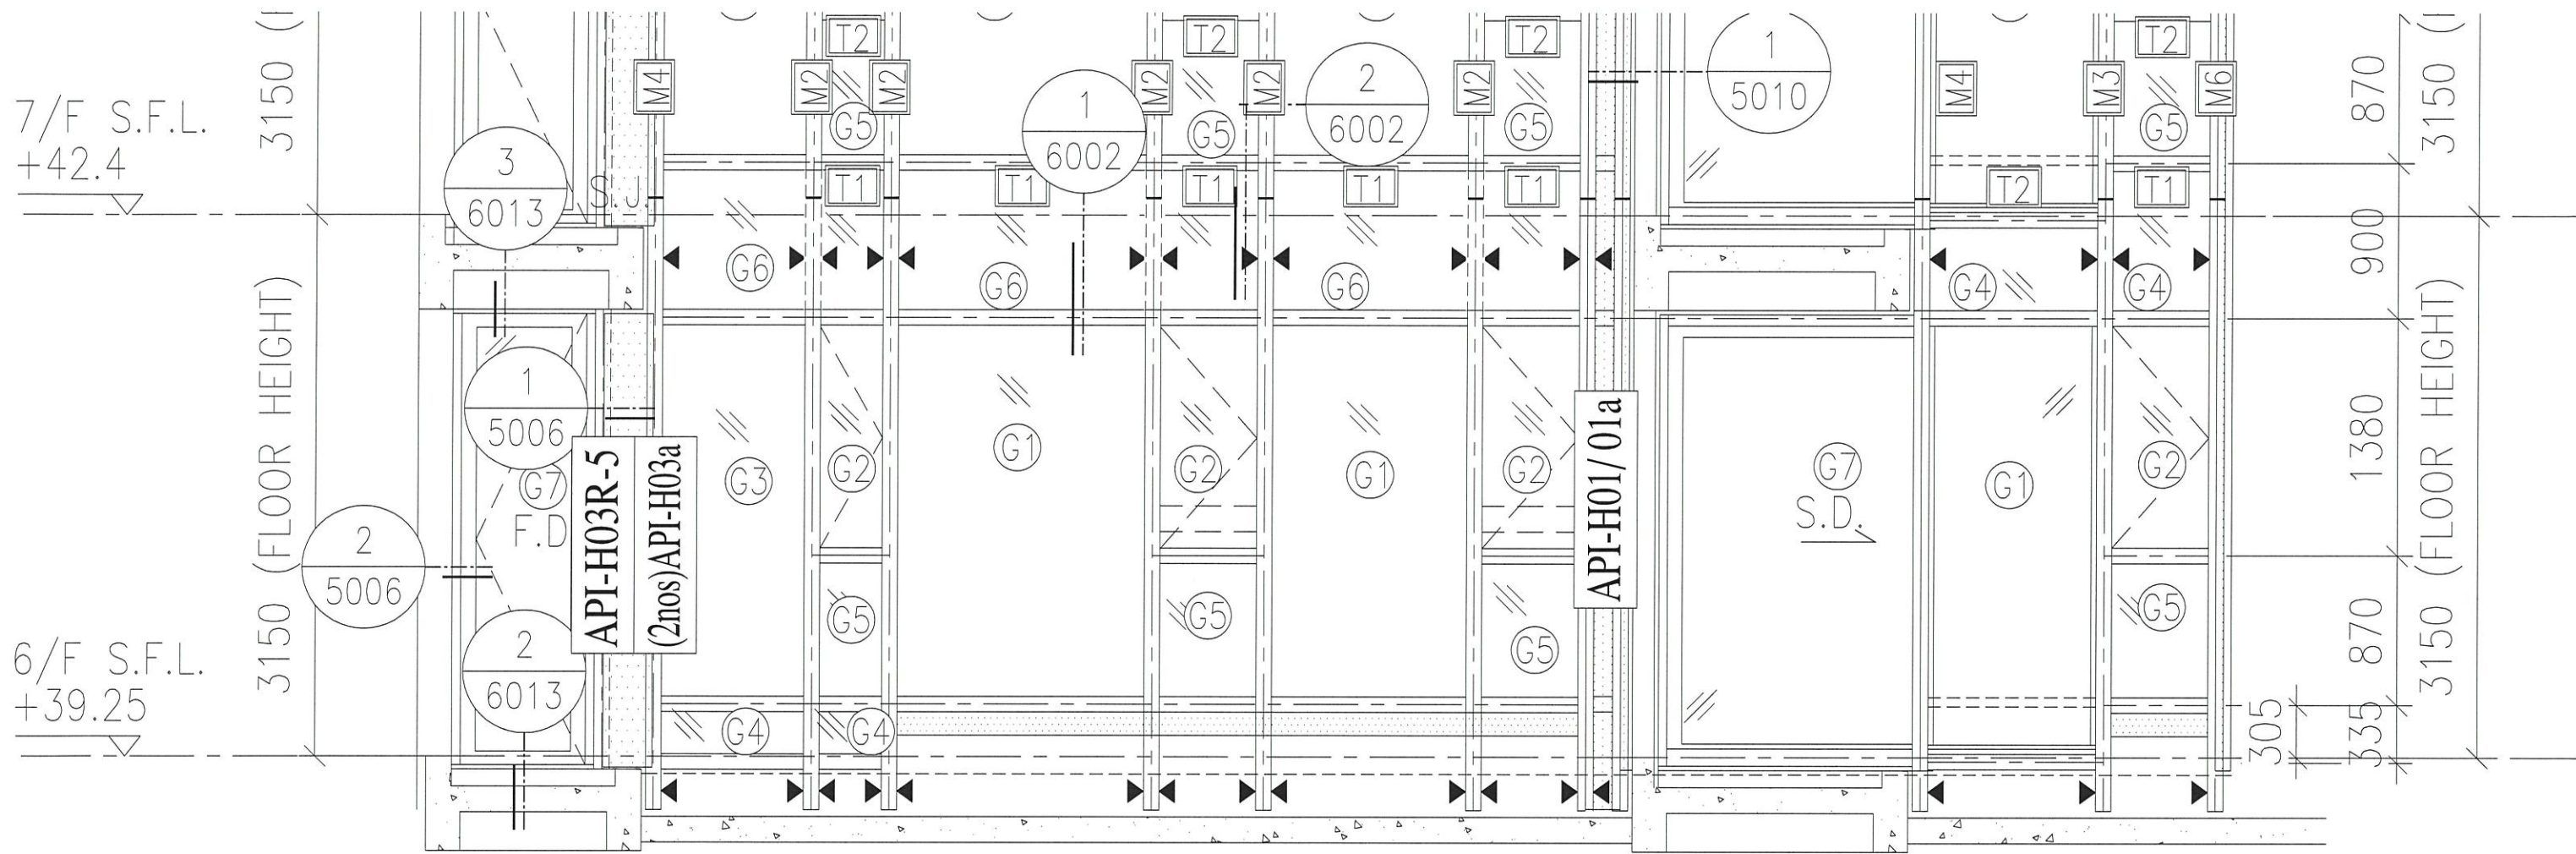 7/F S.F.L.
+42.4
6/F S.F.L.
+39.25
3150 (
3150 (FLOOR HEIGHT)
3
6013
S.J.
1
5006
G7
F.D
2
5006
2
6013
API-H03R-5
(2nos)API-H03a
M4
M2
T2
M2
G5
1
6002
M2
T2
G5
M2
2
6002
M2
T2
G5
1
5010
M4
M3
T2
G5
M6
T1
T1
T1
T1
T1
T2
T1
G6
G6
G6
G4
G4
G3
G2
G1
G2
G1
G2
API-H01/01a
G7
S.D.
G1
G2
G5
G5
G5
G5
G4
G4
870
900
1380
870
305
335
3150 (
3150 (FLOOR HEIGHT)